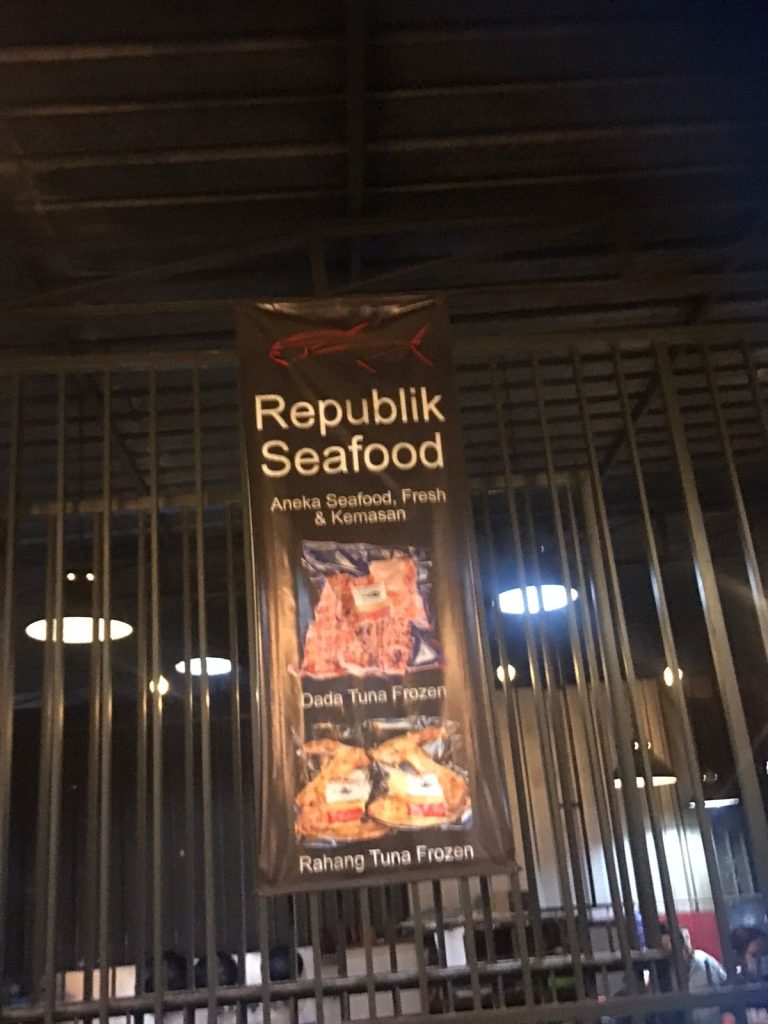 Republik
Seafood
Aneka Seafood, Fresh
& Kemasan
Dada Tuna Frozen
Rahang Tuna Frozen